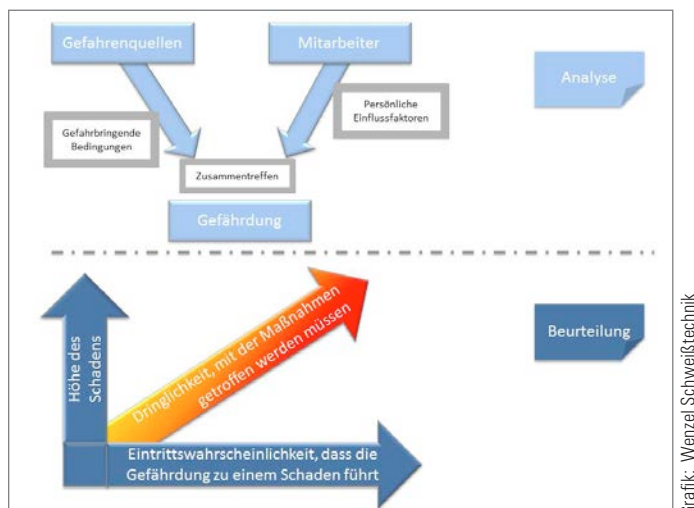 Gefahrenquellen
Mitarbeiter
Analyse
Persönliche
Einflussfaktoren
Gefahrbringende
Bedingungen
Zusammentreffen
Gefährdung
Höhe des
Schadens
Dringlichkeit, mit der Maßnahmen
getroffen werden müssen
Beurteilung
Eintrittswahrscheinlichkeit, dass die
Gefährdung zu einem Schaden führt
Grafik: Wenzel Schweißtechnik